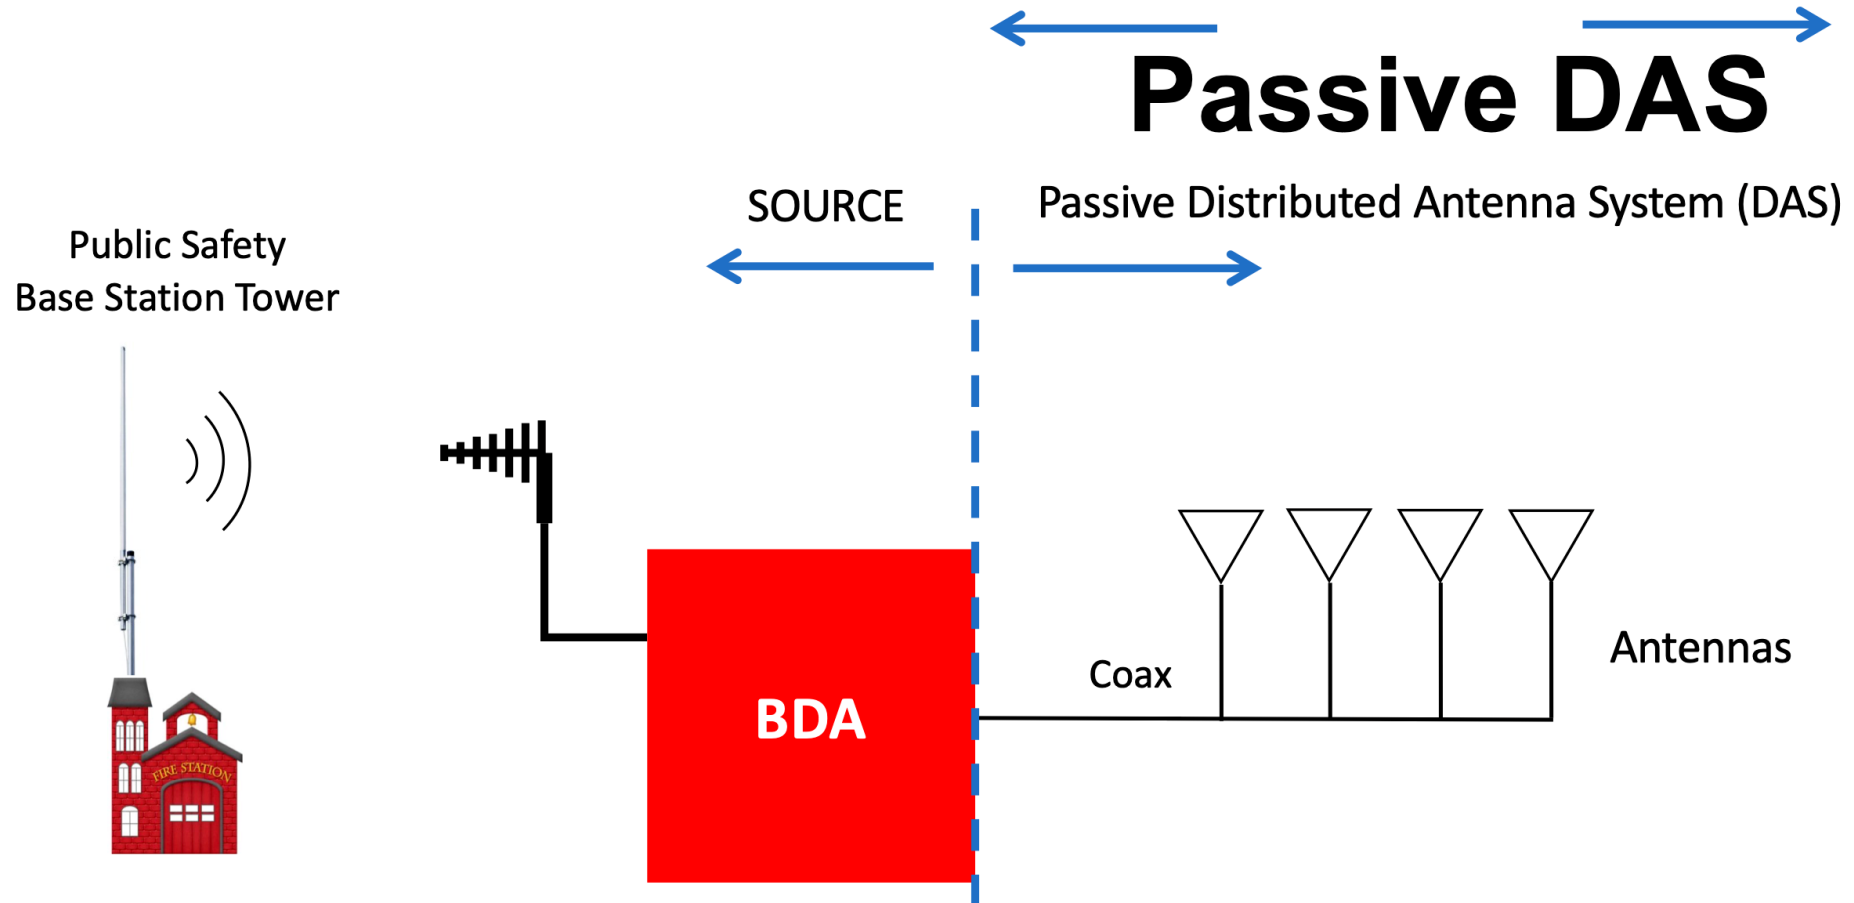 Passive DAS
SOURCE
Passive Distributed Antenna System (DAS)
Public Safety
Base Station Tower
FIRE STATION
BDA
Coax
Antennas